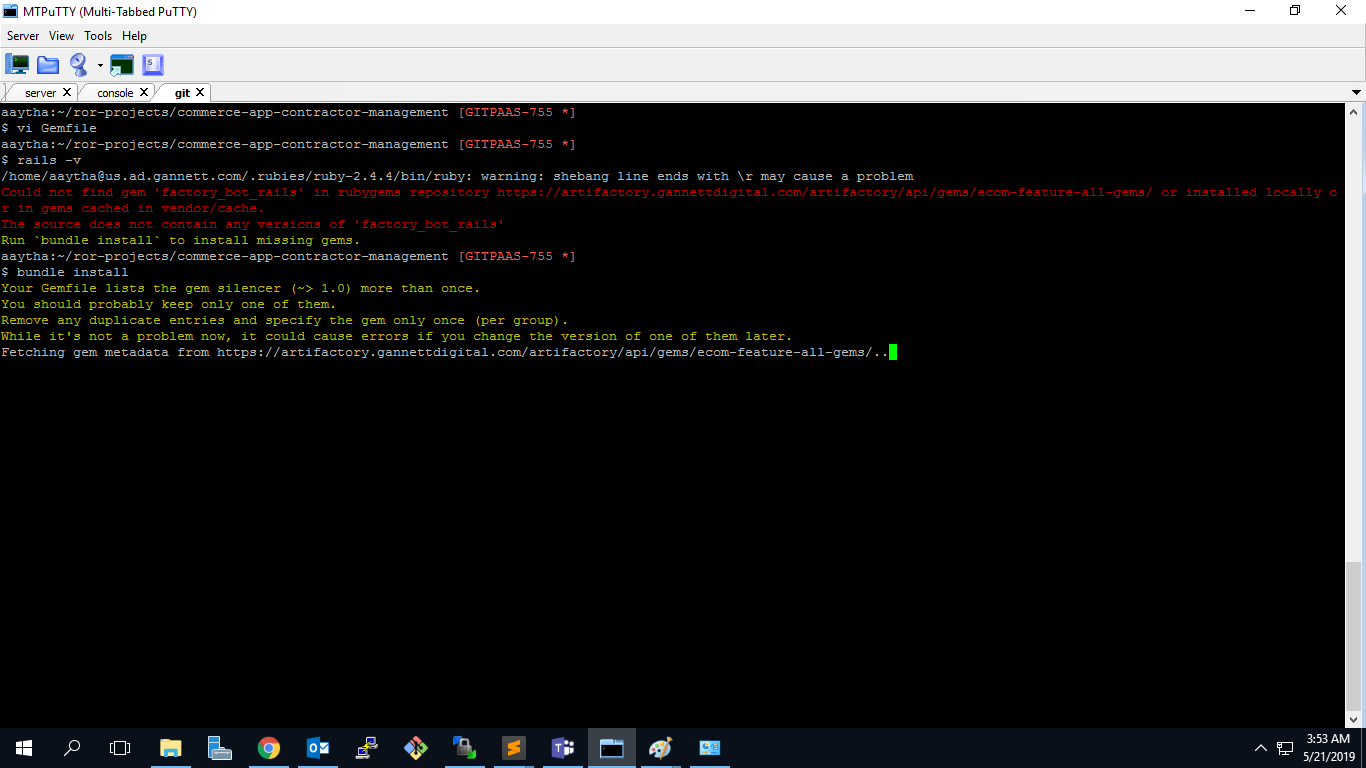 MTPuTTY (Multi-Tabbed PuTTY)
Server View Tools Help
server console git
aaytha:~/ror-projects/commerce-app-contractor-management [GITPAAS-755 *]
$ vi Gemfile
aaytha:~/ror-projects/commerce-app-contractor-management [GITPAAS-755 *]
$ rails -v
/home/aaytha@us.ad.gannett.com/.rubies/ruby-2.4.4/bin/ruby: warning: shebang line ends with \r may cause a problem
Could not find gem 'factory_bot_rails' in rubygems repository https://artifactory.gannettdigital.com/artifactory/api/gems/ecom-feature-all-gems/ or installed locally o
r in gems cached in vendor/cache.
The source does not contain any versions of 'factory_bot_rails'
Run `bundle install` to install missing gems.
aaytha:~/ror-projects/commerce-app-contractor-management [GITPAAS-755 *]
$ bundle install
Your Gemfile lists the gem silencer (~> 1.0) more than once.
You should probably keep only one of them.
Remove any duplicate entries and specify the gem only once (per group).
While it's not a problem now, it could cause errors if you change the version of one of them later.
Fetching gem metadata from https://artifactory.gannettdigital.com/artifactory/api/gems/ecom-feature-all-gems/..
3:53 AM
5/21/2019